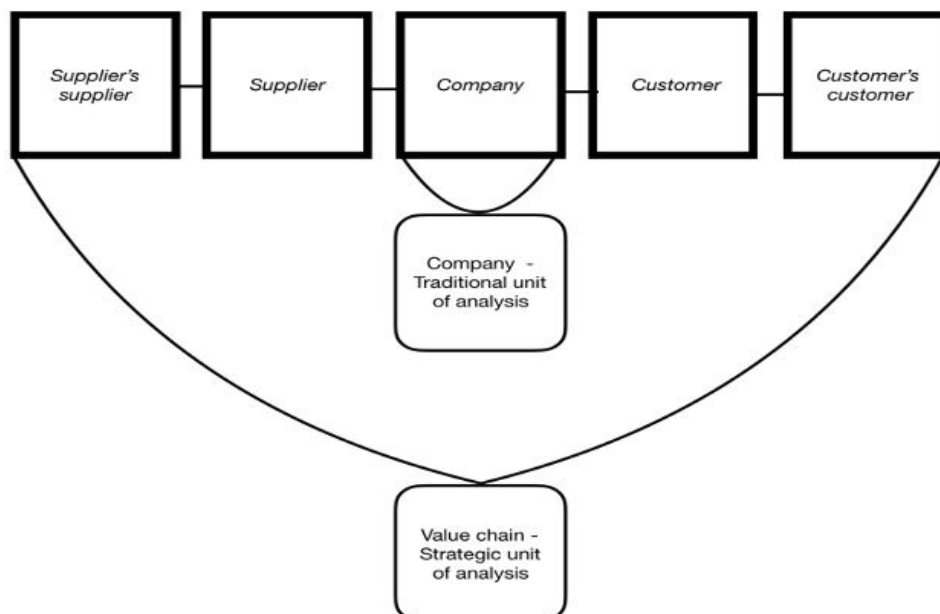 Supplier’s
supplier
Supplier
Company
Customer
Customer’s
customer
Company -
Traditional unit
of analysis
Value chain -
Strategic unit
of analysis